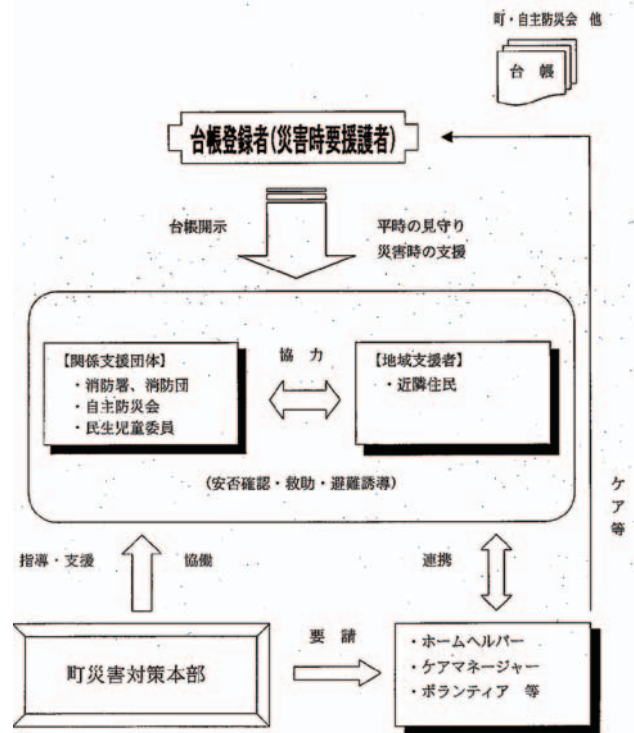 町・自主防災会 他
台 帳
台帳登録者(災害時要援護者)
台帳開示
平時の見守り
災害時の支援
【関係支援団体】
・消防署、消防団
・自主防災会
・民生児童委員
協 力
【地域支援者】
・近隣住民
(安否確認・救助・避難誘導)
ケア等
指導・支援
協働
連携
町災害対策本部
要 請
・ホームヘルパー
・ケアマネージャー
・ボランティア 等